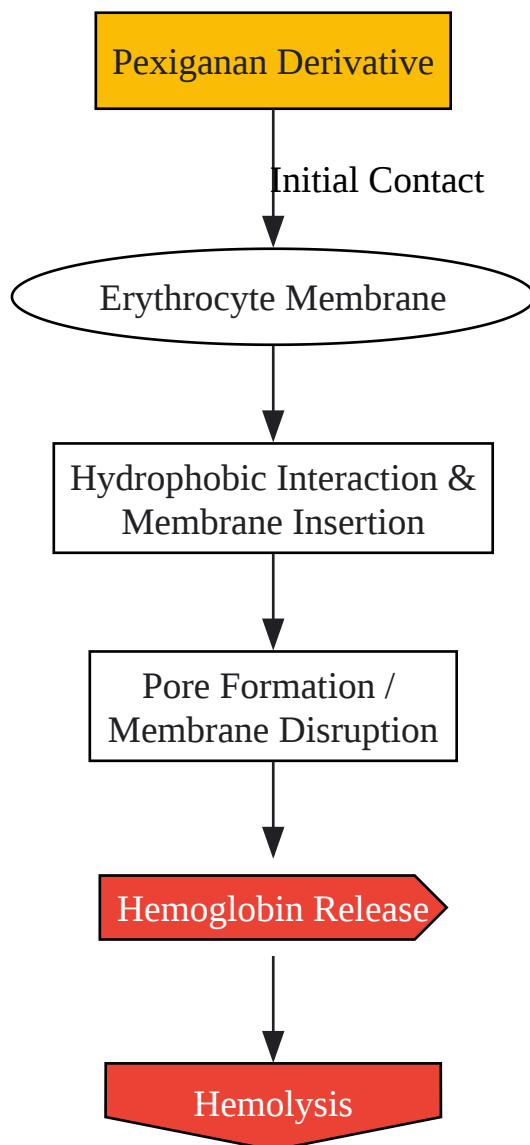 Pexiganan Derivative
Initial Contact
Erythrocyte Membrane
Hydrophobic Interaction &
Membrane Insertion
Pore Formation /
Membrane Disruption
Hemoglobin Release
Hemolysis